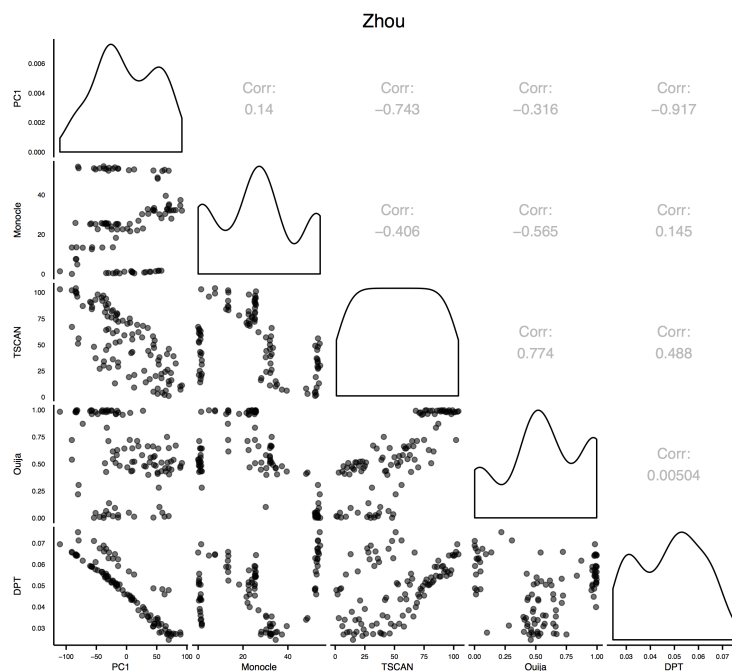 Zhou
PC1
0.006
0.004
0.002
0.000
Corr:
0.14
Corr:
−0.743
Corr:
−0.316
Corr:
−0.917
Monocle
40
20
0
Corr:
−0.406
Corr:
−0.565
Corr:
0.145
TSCAN
100
75
50
25
0
Corr:
0.774
Corr:
0.488
Ouija
1.00
0.75
0.50
0.25
0.00
Corr:
0.00504
DPT
0.07
0.06
0.05
0.04
0.03
−100 −50 0 50 100
0 20 40
0 25 50 75 100
0.00 0.25 0.50 0.75 1.00
0.03 0.04 0.05 0.06 0.07
PC1 Monocle TSCAN Ouija DPT